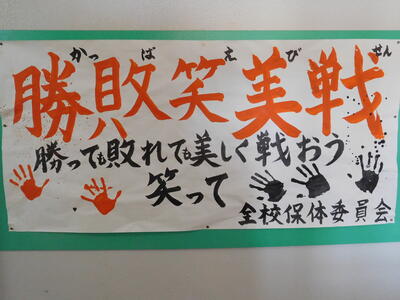 かっぱえびせん
勝敗笑美戦
勝っても敗れても美しく戦おう
笑って
全校保体委員会